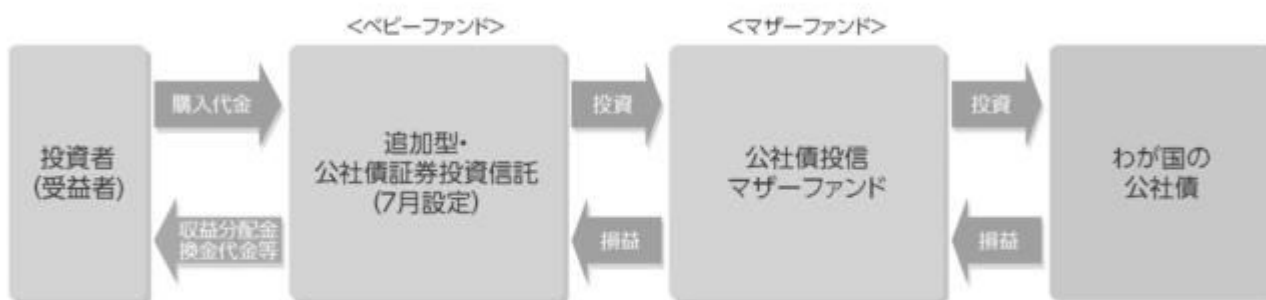 <ベビーファンド>
<マザーファンド>
投資者
(受益者)
購入代金
収益分配金
換金代金等
追加型・
公社債証券投資信託
(7月設定)
投資
損益
公社債投信
マザーファンド
投資
損益
わが国の
公社債